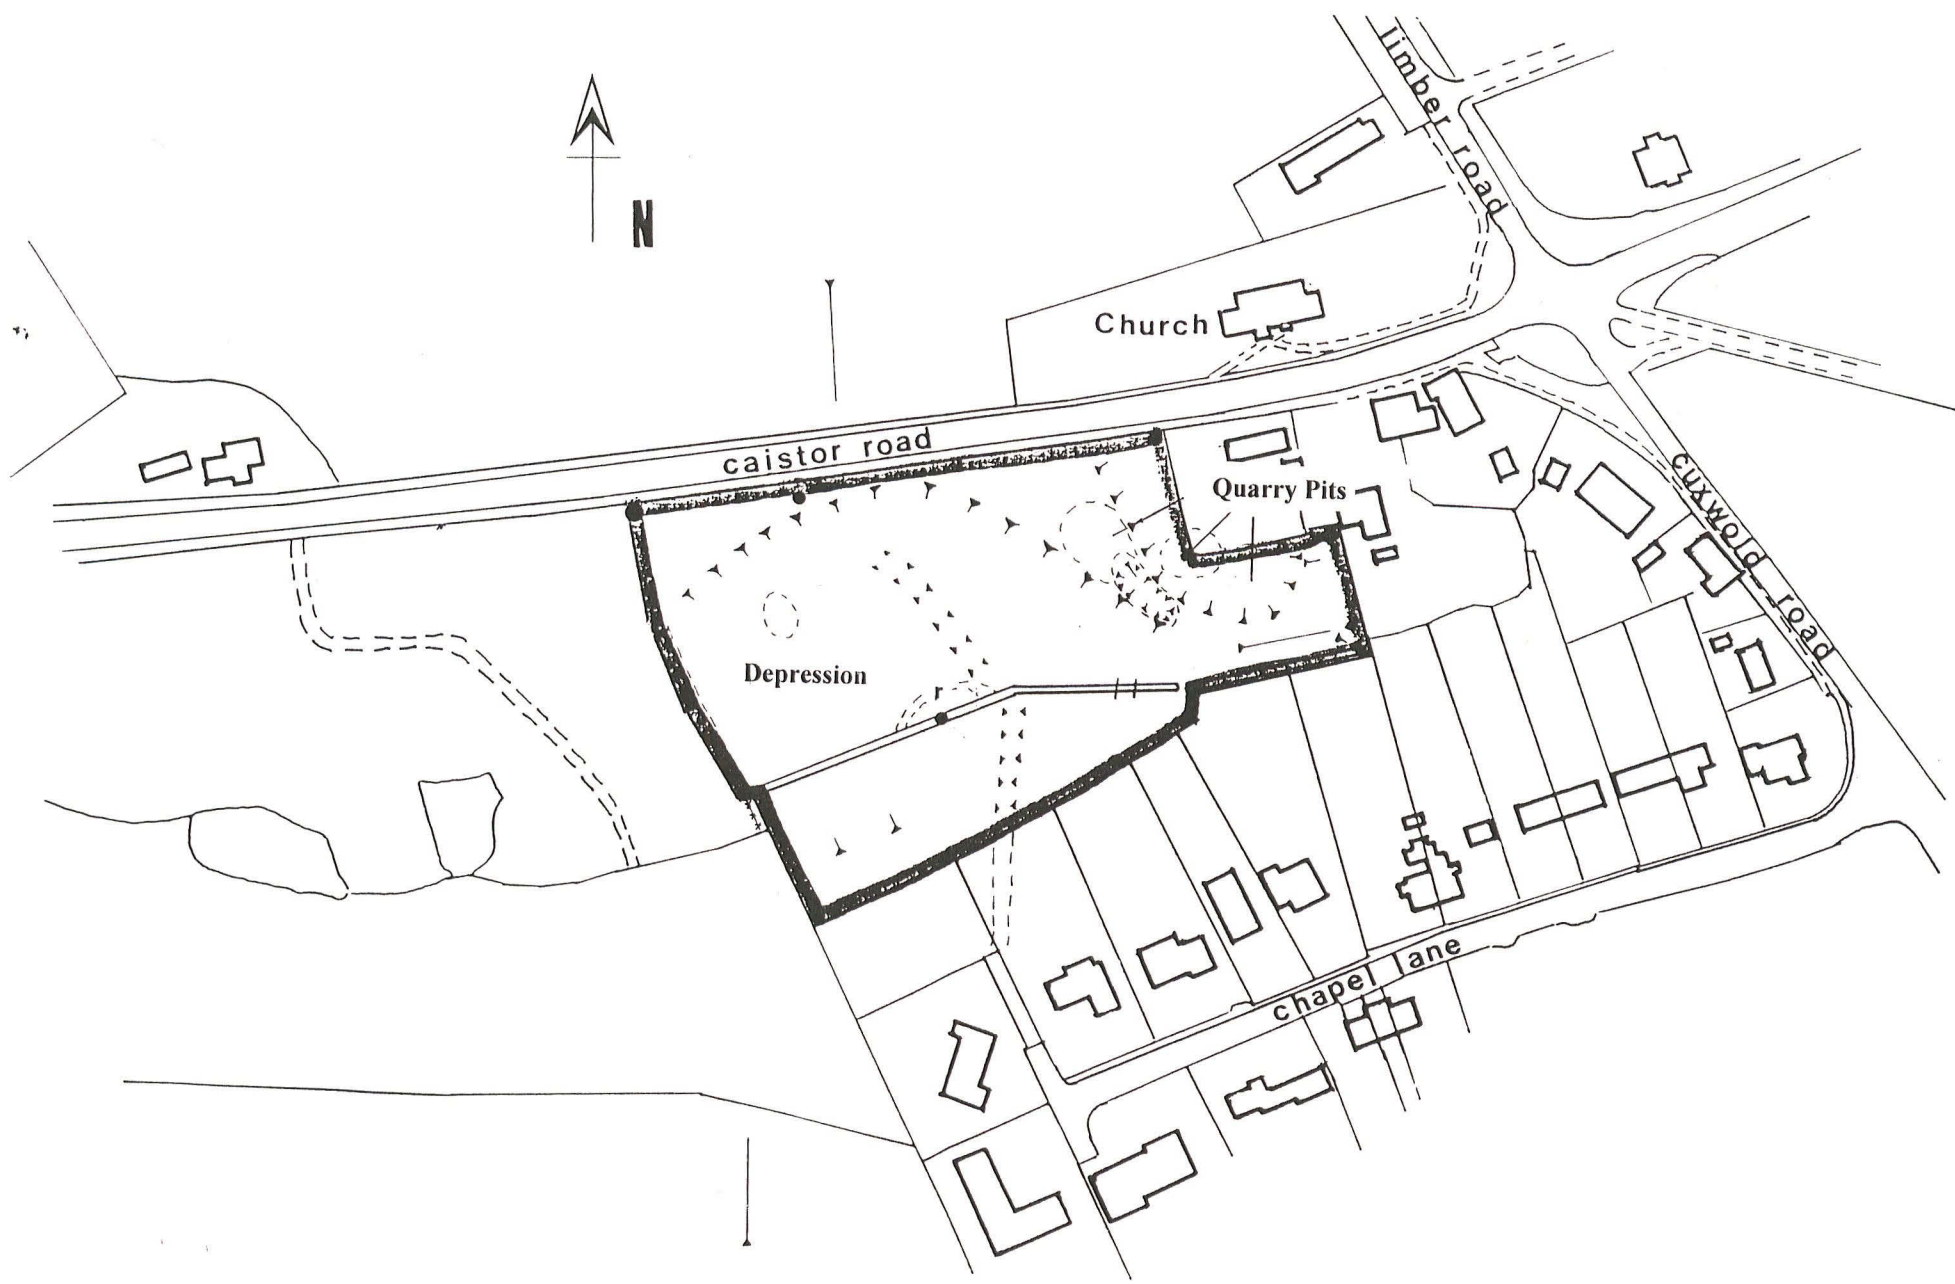 limber road
N
Church
caistor road
Quarry Pits
cuxwold road
Depression
r
chapel lane